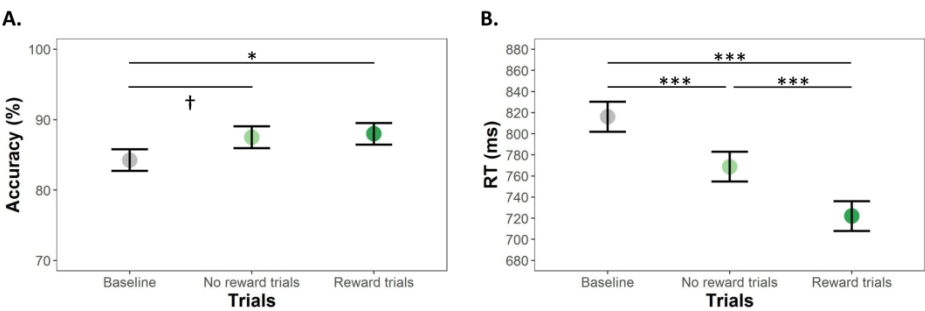 A.
Accuracy (%)
100
90
80
70
*
†
Baseline
No reward trials
Reward trials
Trials
B.
RT (ms)
880
860
840
820
800
780
760
740
720
700
680
***
***
***
Baseline
No reward trials
Reward trials
Trials